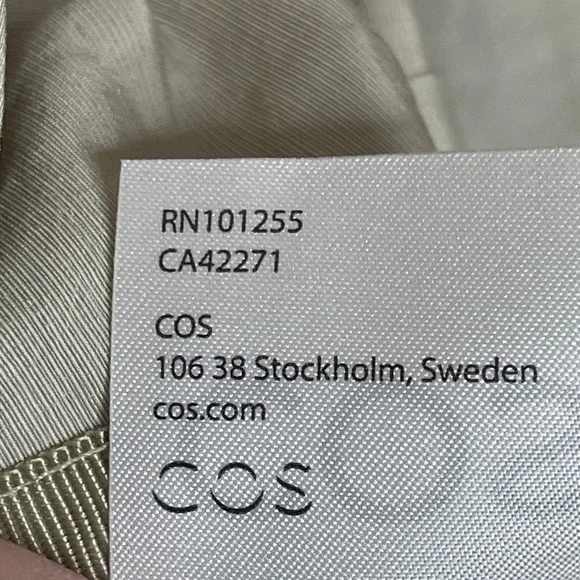 RN101255
CA42271
COS
106 38 Stockholm, Sweden
cos.com
COS